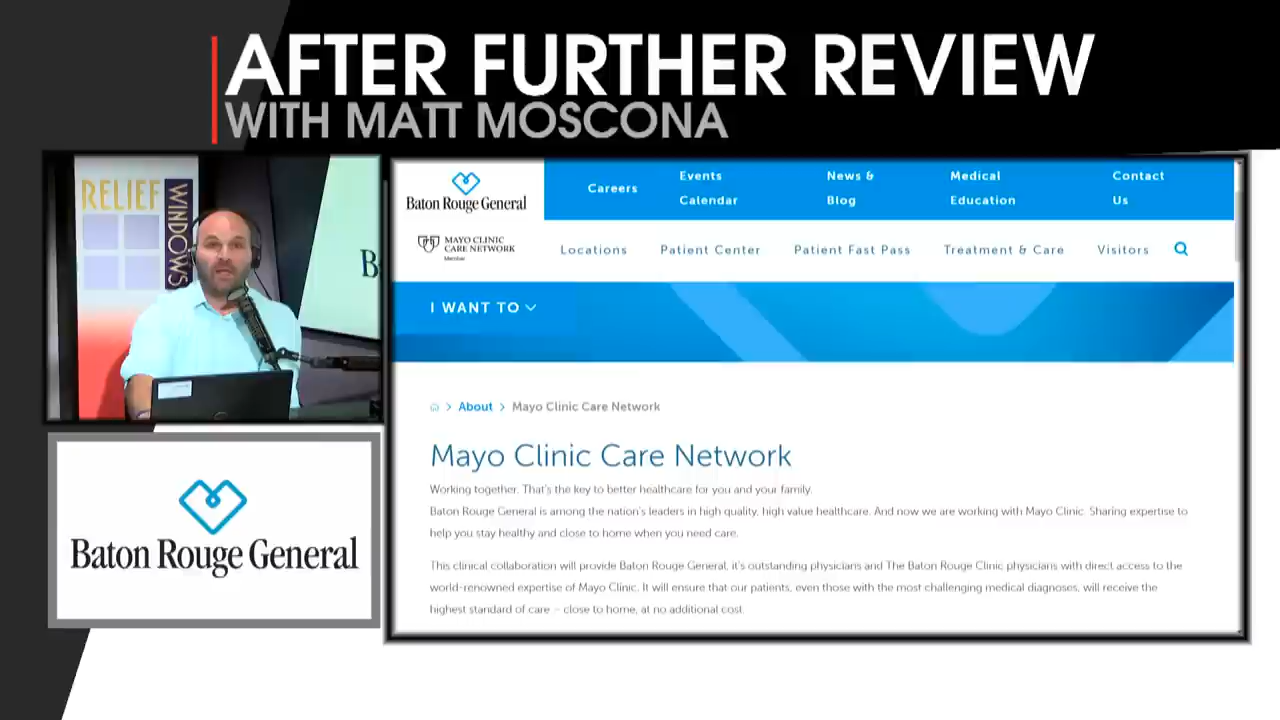 AFTER FURTHER REVIEW
WITH MATT MOSCONA
RELIEF
WINDOWS
B
Baton Rouge General
Careers
Events
Calendar
News &
Blog
Medical
Education
Contact
Us
MAYO CLINIC
CARE NETWORK
Member
Locations
Patient Center
Patient Fast Pass
Treatment & Care
Visitors
I WANT TO
About
Mayo Clinic Care Network
Mayo Clinic Care Network
Working together. That's the key to better healthcare for you and your family.
Baton Rouge General is among the nation's leaders in high quality, high value healthcare. And now we are working with Mayo Clinic. Sharing expertise to
help you stay healthy and close to home when you need care.
This clinical collaboration will provide Baton Rouge General, it's outstanding physicians and The Baton Rouge Clinic physicians with direct access to the
world-renowned expertise of Mayo Clinic. It will ensure that our patients, even those with the most challenging medical diagnoses, will receive the
highest standard of care – close to home, at no additional cost.
Baton Rouge General